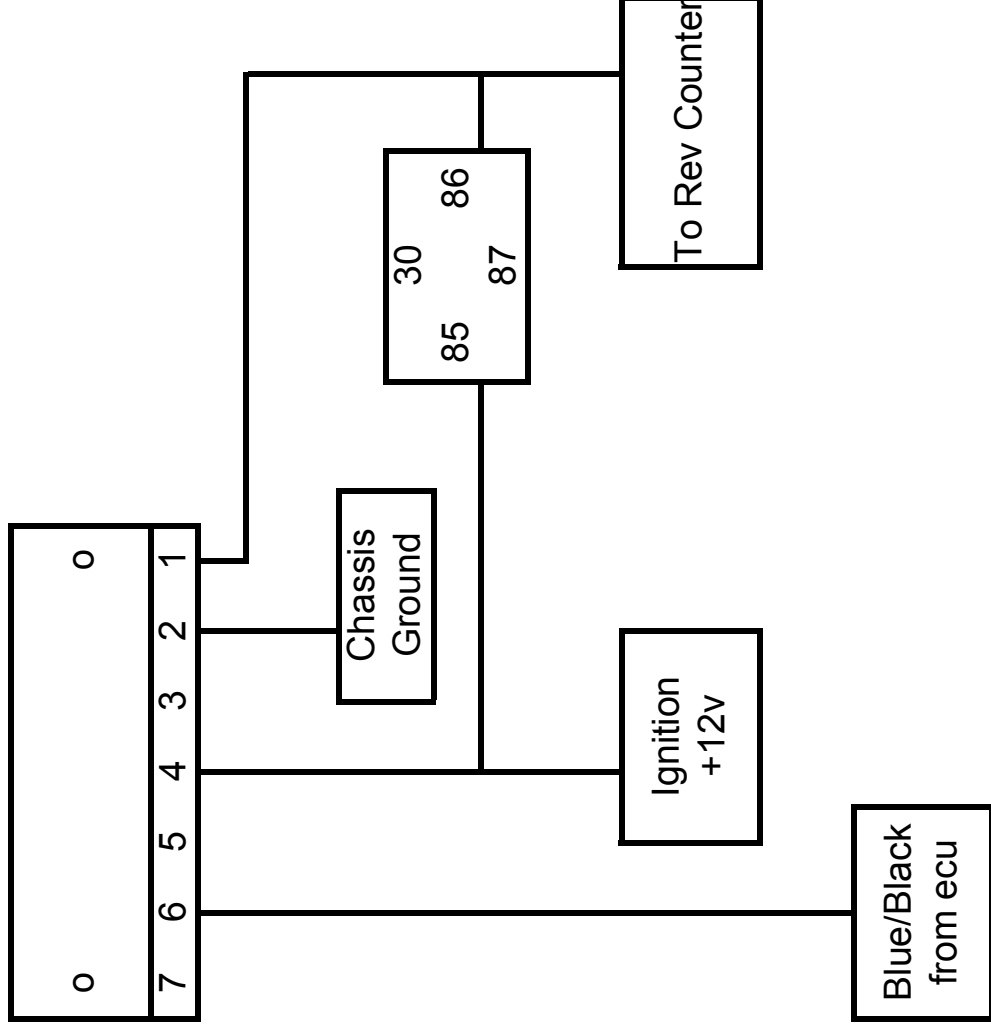 o
o
7 6 5 4 3 2 1
Chassis
Ground
30
85
86
87
Ignition
+12v
To Rev Counter
Blue/Black
from ecu